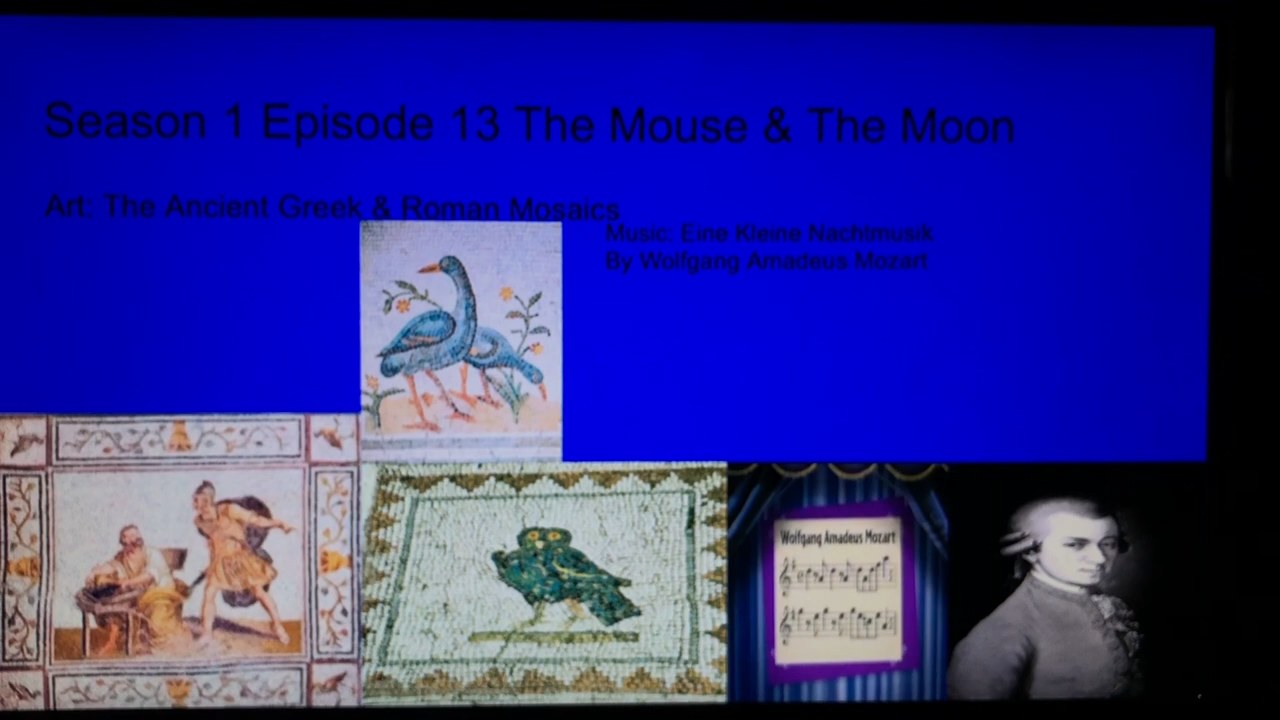 Season 1 Episode 13 The Mouse & The Moon
Art: The Ancient Greek & Roman Mosaics
Music: Eine Kleine Nachtmusik
By Wolfgang Amadeus Mozart
Wolfgang Amadeus Mozart